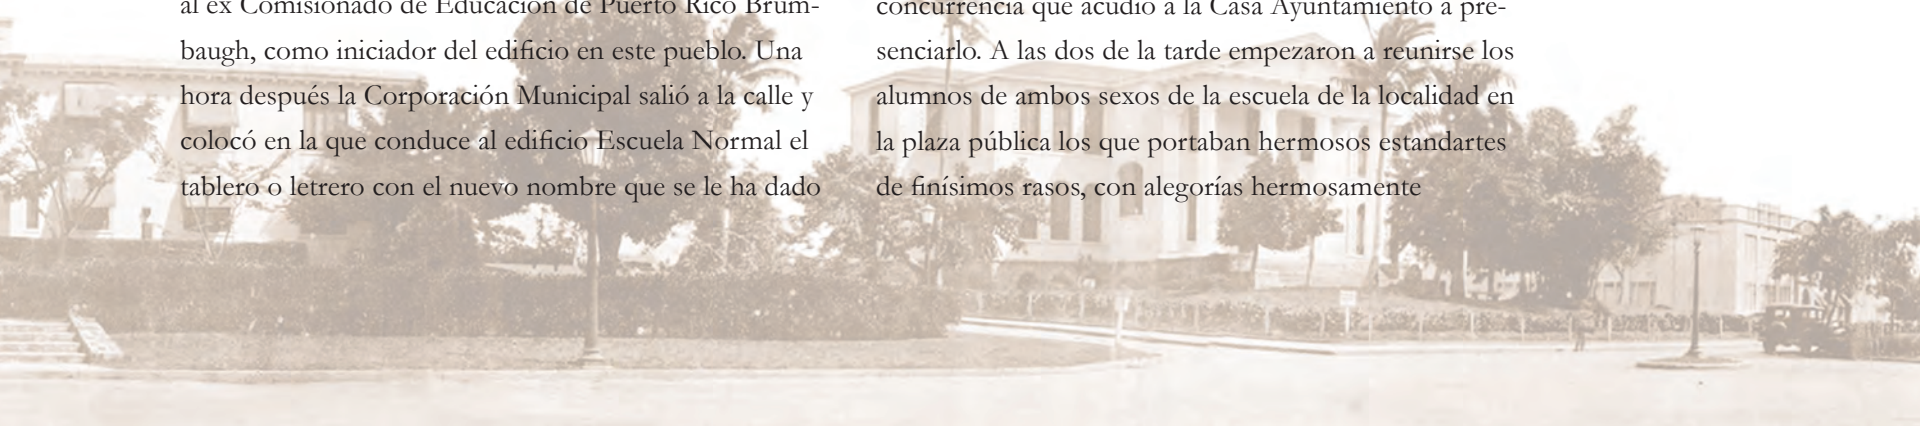 al ex Comisionado de Educación de Puerto Rico Brum-
baugh, como iniciador del edificio en este pueblo. Una
hora después la Corporación Municipal salió a la calle y
colocó en la que conduce al edificio Escuela Normal el
tablero o letrero con el nuevo nombre que se le ha dado
concurrencia que acudió a la Casa Ayuntamiento a pre-
senciarlo. A las dos de la tarde empezaron a reunirse los
alumnos de ambos sexos de la escuela de la localidad en
la plaza pública los que portaban hermosos estandartes
de finísimos rasos, con alegorías hermosamente